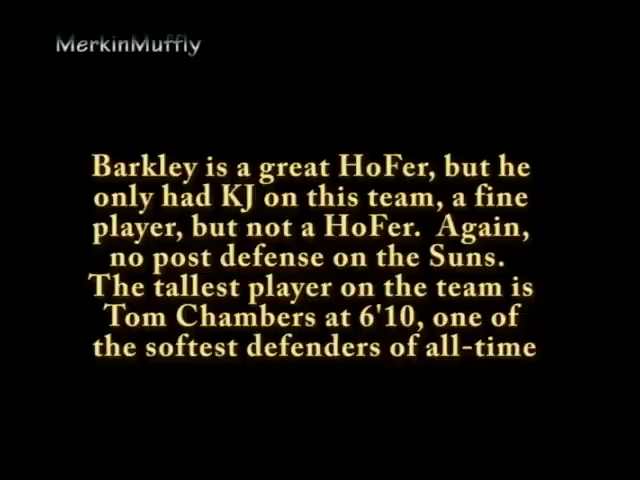 MerkinMuffly
Barkley is a great HoFer, but he
only had KJ on this team, a fine
player, but not a HoFer.  Again,
no post defense on the Suns.
The tallest player on the team is
Tom Chambers at 6'10, one of
the softest defenders of all-time